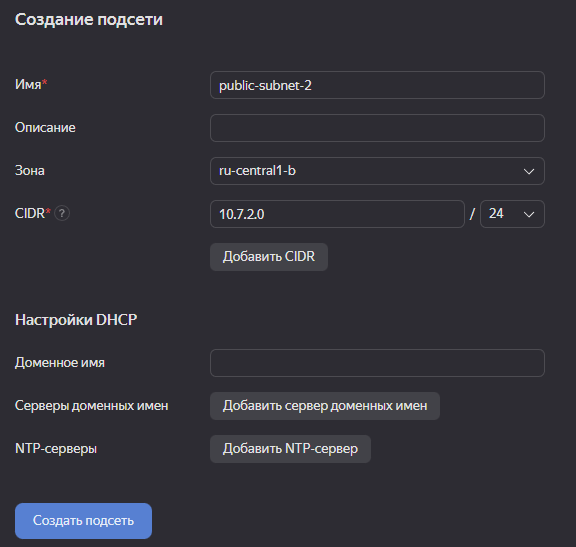 Создание подсети
Имя* public-subnet-2
Описание
Зона ru-central1-b
CIDR* ? 10.7.2.0 / 24
Добавить CIDR
Настройки DHCP
Доменное имя
Серверы доменных имен Добавить сервер доменных имен
NTP-серверы Добавить NTP-сервер
Создать подсеть